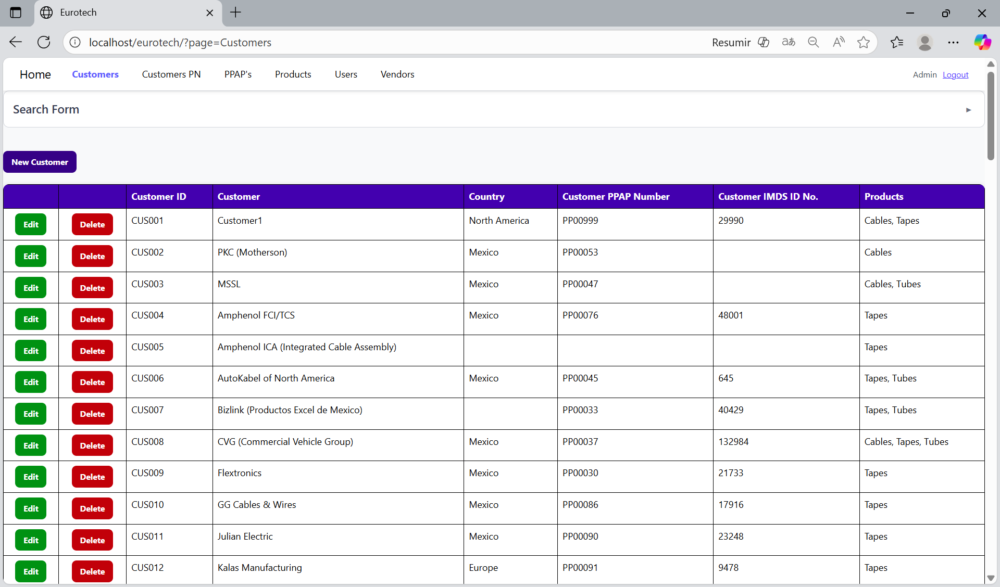 Eurotech
localhost/eurotech/?page=Customers Resumir aあ A
Home Customers Customers PN PPAP's Products Users Vendors Admin Logout
Search Form
New Customer
Customer ID Customer Country Customer PPAP Number Customer IMDS ID No. Products
Edit Delete CUS001 Customer1 North America PP00999 29990 Cables, Tapes
Edit Delete CUS002 PKC (Motherson) Mexico PP00053 Cables
Edit Delete CUS003 MSSL Mexico PP00047 Cables, Tubes
Edit Delete CUS004 Amphenol FCI/TCS Mexico PP00076 48001 Tapes
Edit Delete CUS005 Amphenol ICA (Integrated Cable Assembly) Tapes
Edit Delete CUS006 AutoKabel of North America Mexico PP00045 645 Tapes, Tubes
Edit Delete CUS007 Bizlink (Productos Excel de Mexico) PP00033 40429 Tapes, Tubes
Edit Delete CUS008 CVG (Commercial Vehicle Group) Mexico PP00037 132984 Cables, Tapes, Tubes
Edit Delete CUS009 Flextronics Mexico PP00030 21733 Tapes
Edit Delete CUS010 GG Cables & Wires Mexico PP00086 17916 Tapes
Edit Delete CUS011 Julian Electric Mexico PP00090 23248 Tapes
Edit Delete CUS012 Kalas Manufacturing Europe PP00091 9478 Tapes